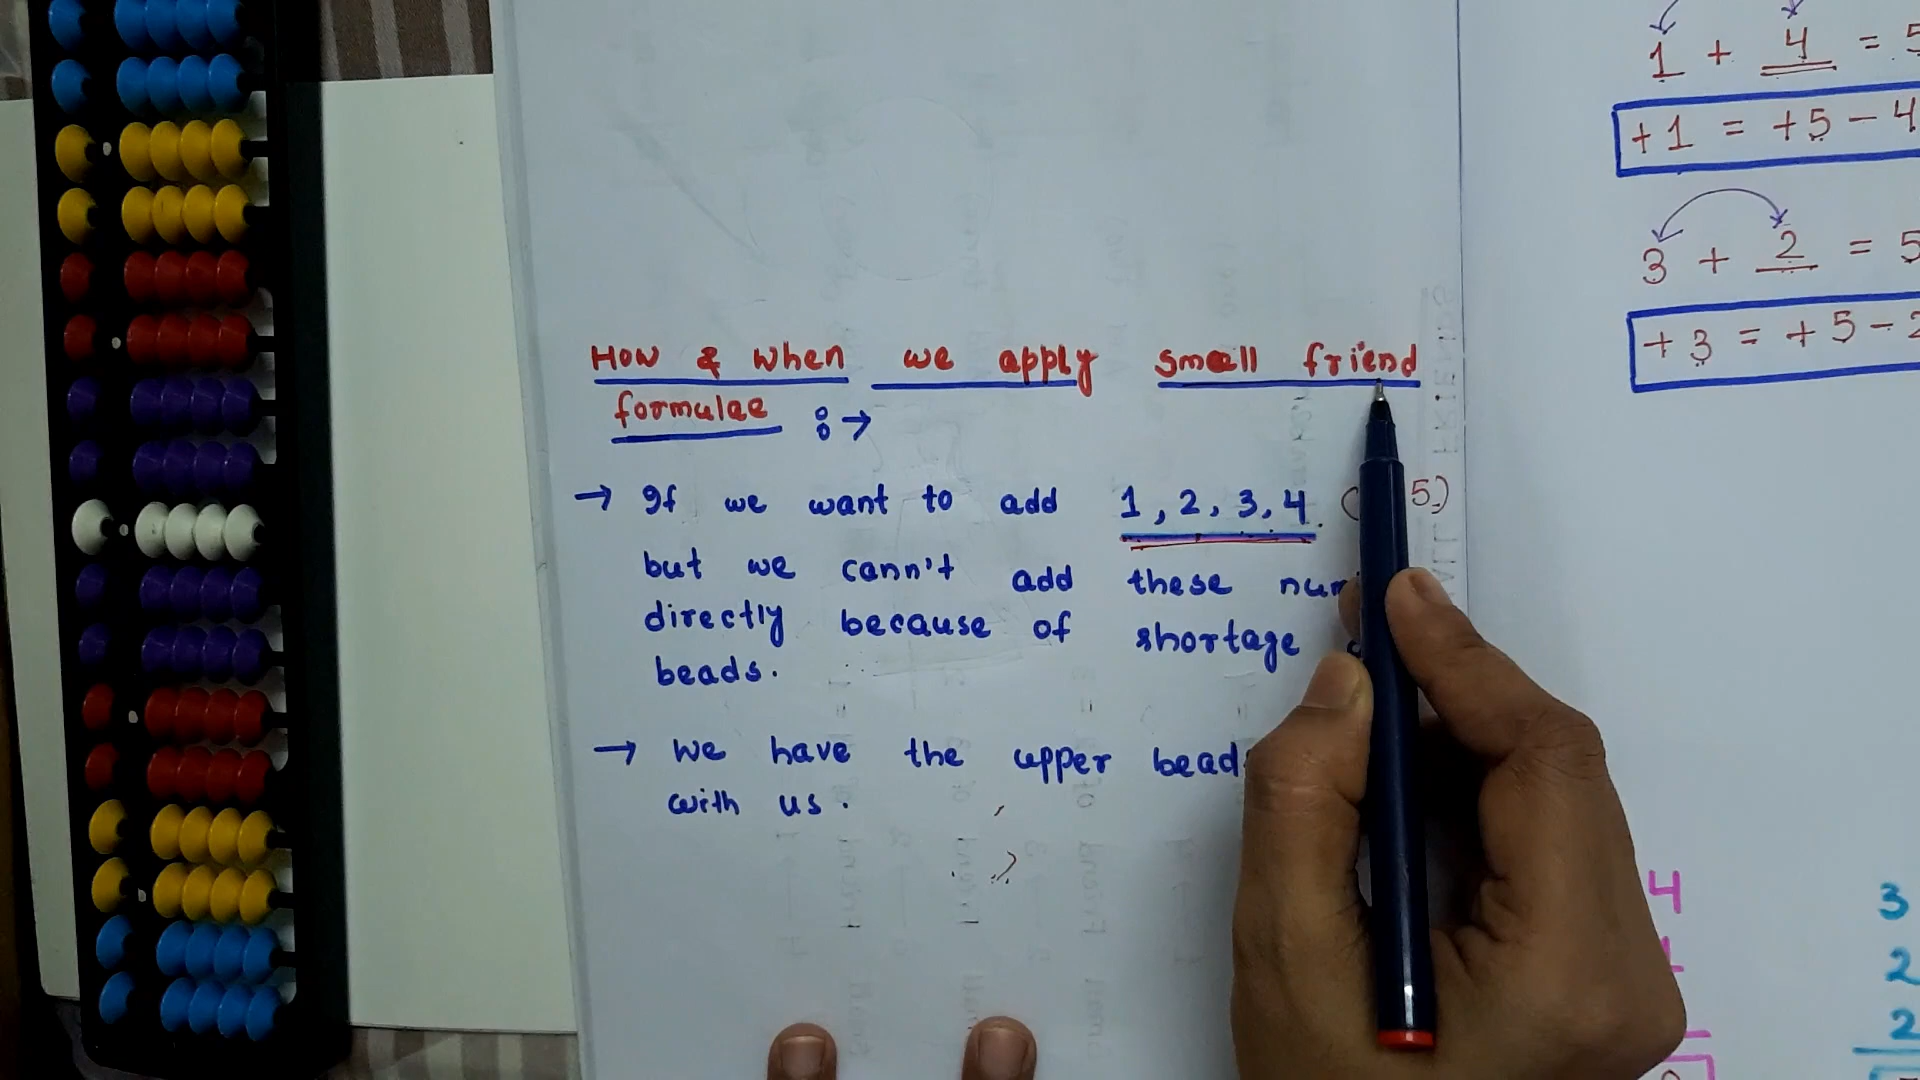 How & when we apply small friend
formulae :→
→ If we want to add 1, 2, 3, 4. ( 5)
but we cann't add these
directly because of shortage
beads.
→ We have the upper
with us.
1 + 4 = 5
+1 = +5 - 4
3 + 2 = 5
+3 = +5 - 2
4
3
2
2